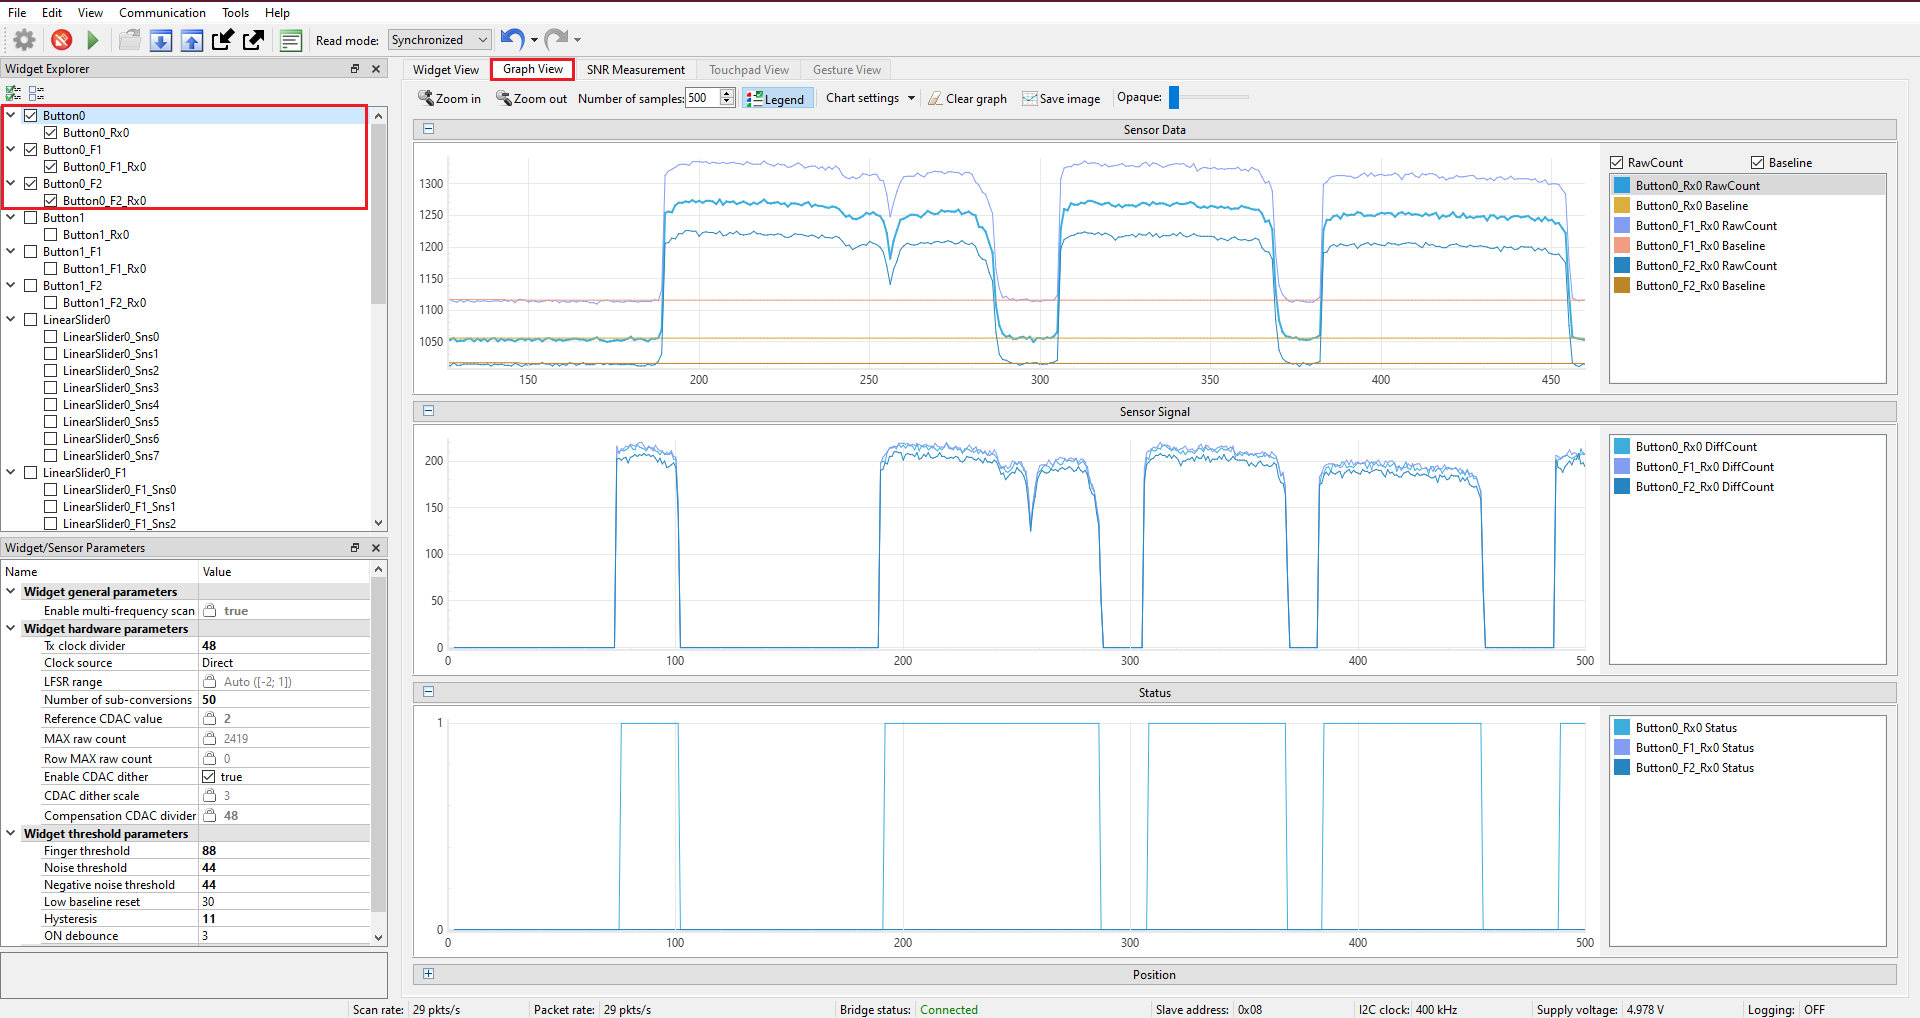 File Edit View Communication Tools Help
Read mode: Synchronized
Widget Explorer
Button0
Button0_Rx0
Button0_F1
Button0_F1_Rx0
Button0_F2
Button0_F2_Rx0
Button1
Button1_Rx0
Button1_F1
Button1_F1_Rx0
Button1_F2
Button1_F2_Rx0
LinearSlider0
LinearSlider0_Sns0
LinearSlider0_Sns1
LinearSlider0_Sns2
LinearSlider0_Sns3
LinearSlider0_Sns4
LinearSlider0_Sns5
LinearSlider0_Sns6
LinearSlider0_Sns7
LinearSlider0_F1
LinearSlider0_F1_Sns0
LinearSlider0_F1_Sns1
LinearSlider0_F1_Sns2
Widget/Sensor Parameters
Name Value
Widget general parameters
Enable multi-frequency scan true
Widget hardware parameters
Tx clock divider 48
Clock source Direct
LFSR range Auto ([-2; 1])
Number of sub-conversions 50
Reference CDAC value 2
MAX raw count 2419
Row MAX raw count 0
Enable CDAC dither true
CDAC dither scale 3
Compensation CDAC divider 48
Widget threshold parameters
Finger threshold 88
Noise threshold 44
Negative noise threshold 44
Low baseline reset 30
Hysteresis 11
ON debounce 3
Widget View Graph View SNR Measurement Touchpad View Gesture View
Zoom in Zoom out Number of samples: 500 Legend Chart settings Clear graph Save image Opaque:
Sensor Data
1300
1250
1200
1150
1100
1050
150 200 250 300 350 400 450
RawCount Baseline
Button0_Rx0 RawCount
Button0_Rx0 Baseline
Button0_F1_Rx0 RawCount
Button0_F1_Rx0 Baseline
Button0_F2_Rx0 RawCount
Button0_F2_Rx0 Baseline
Sensor Signal
200
150
100
50
0
0 100 200 300 400 500
Button0_Rx0 DiffCount
Button0_F1_Rx0 DiffCount
Button0_F2_Rx0 DiffCount
Status
1
0
0 100 200 300 400 500
Button0_Rx0 Status
Button0_F1_Rx0 Status
Button0_F2_Rx0 Status
Position
Scan rate: 29 pkts/s Packet rate: 29 pkts/s Bridge status: Connected Slave address: 0x08 I2C clock: 400 kHz Supply voltage: 4.978 V Logging: OFF